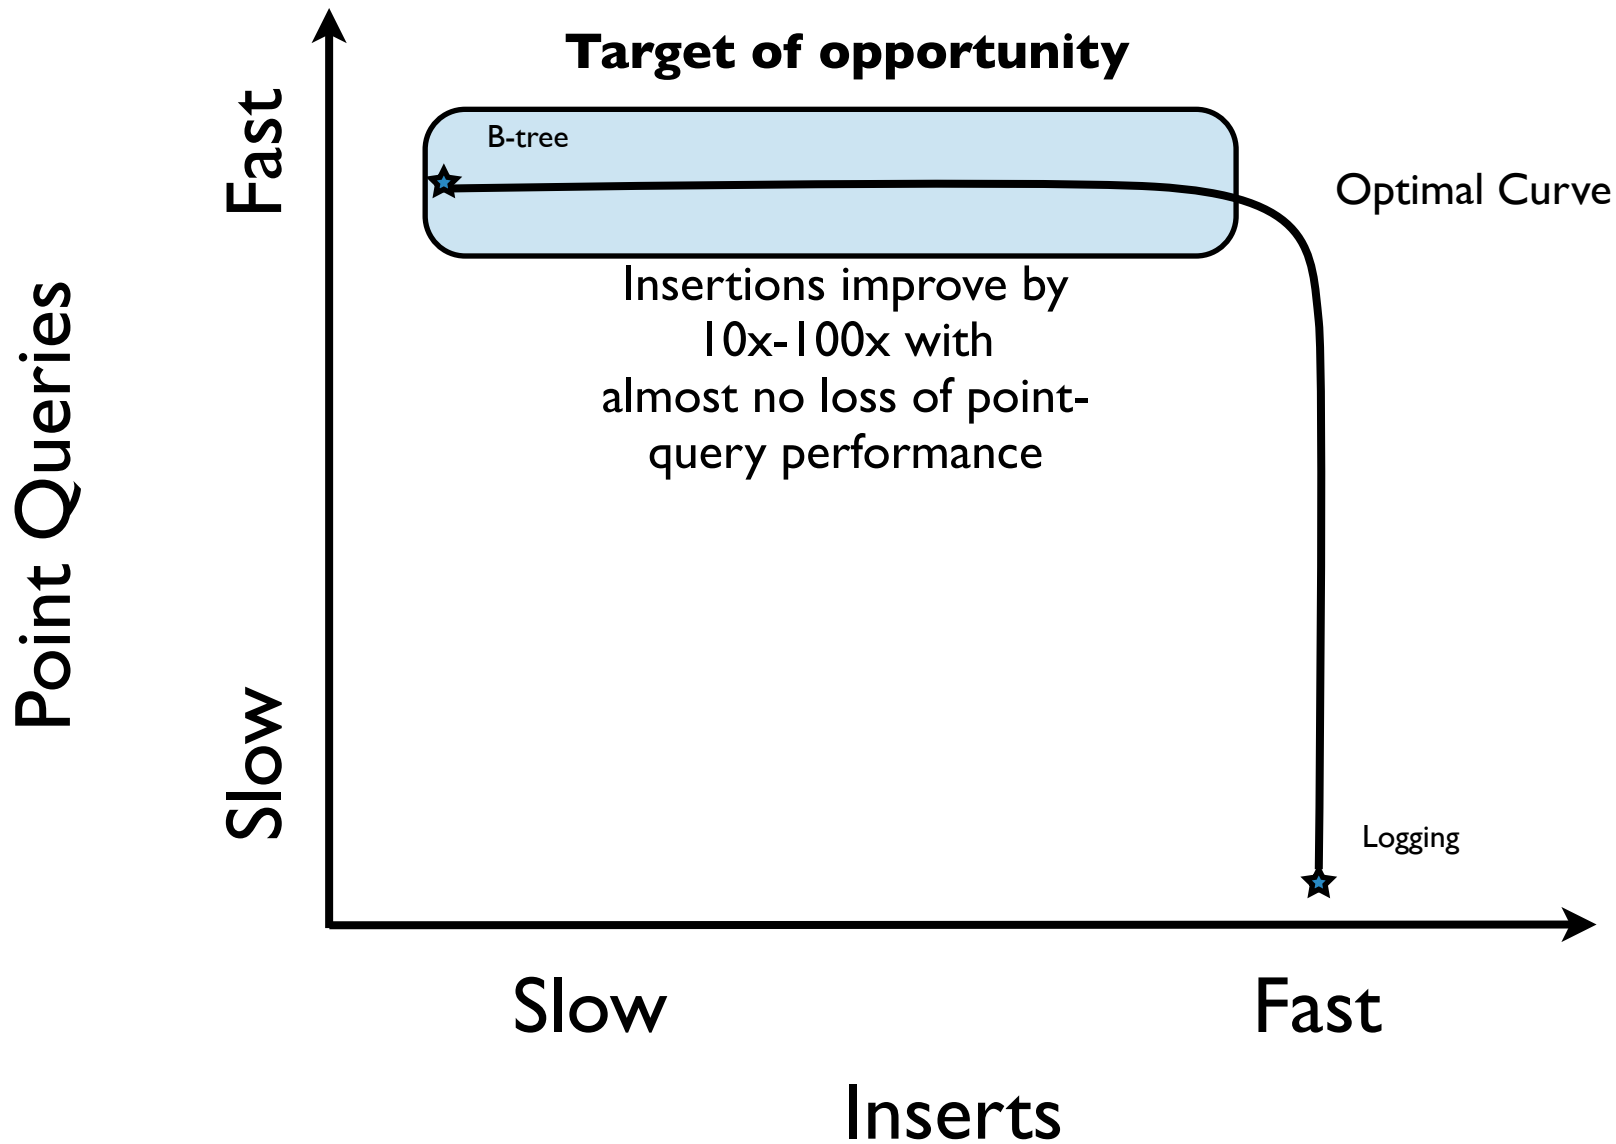 Target of opportunity
B-tree
Optimal Curve
Insertions improve by
10x-100x with
almost no loss of point-
query performance
Point Queries
Fast
Slow
Logging
Slow
Fast
Inserts